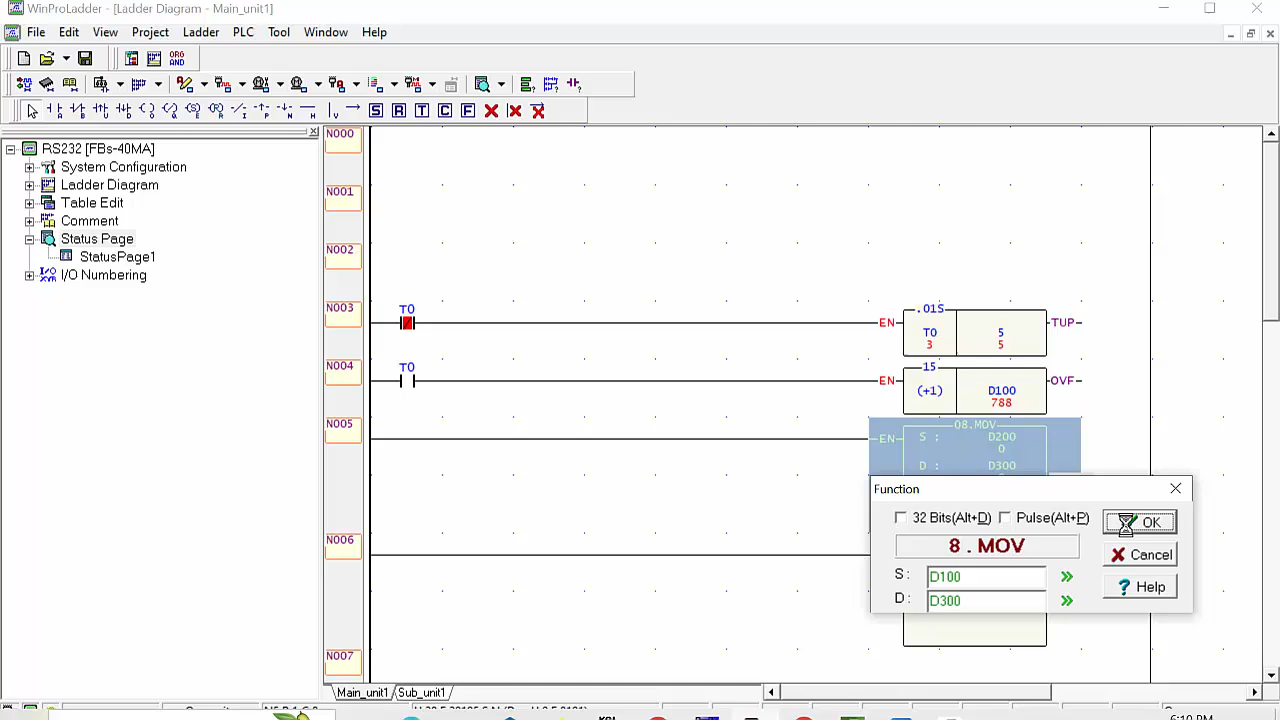 WinProLadder - [Ladder Diagram - Main_unit1]
File Edit View Project Ladder PLC Tool Window Help
ORG
AND
A B U D Q Q S R I P N H V
S R T C F
RS232 [FBs-40MA]
System Configuration
Ladder Diagram
Table Edit
Comment
Status Page
StatusPage1
I/O Numbering
N000
N001
N002
N003
T0
EN
.01S
T0
3
5
5
TUP
N004
T0
EN
15
(+1)
D100
788
OVF
N005
EN
08.MOV
S : D200
0
D : D300
N006
N007
Function
32 Bits(Alt+D) Pulse(Alt+P)
OK
8 . MOV
Cancel
S: D100
Help
D: D300
Main_unit1 Sub_unit1